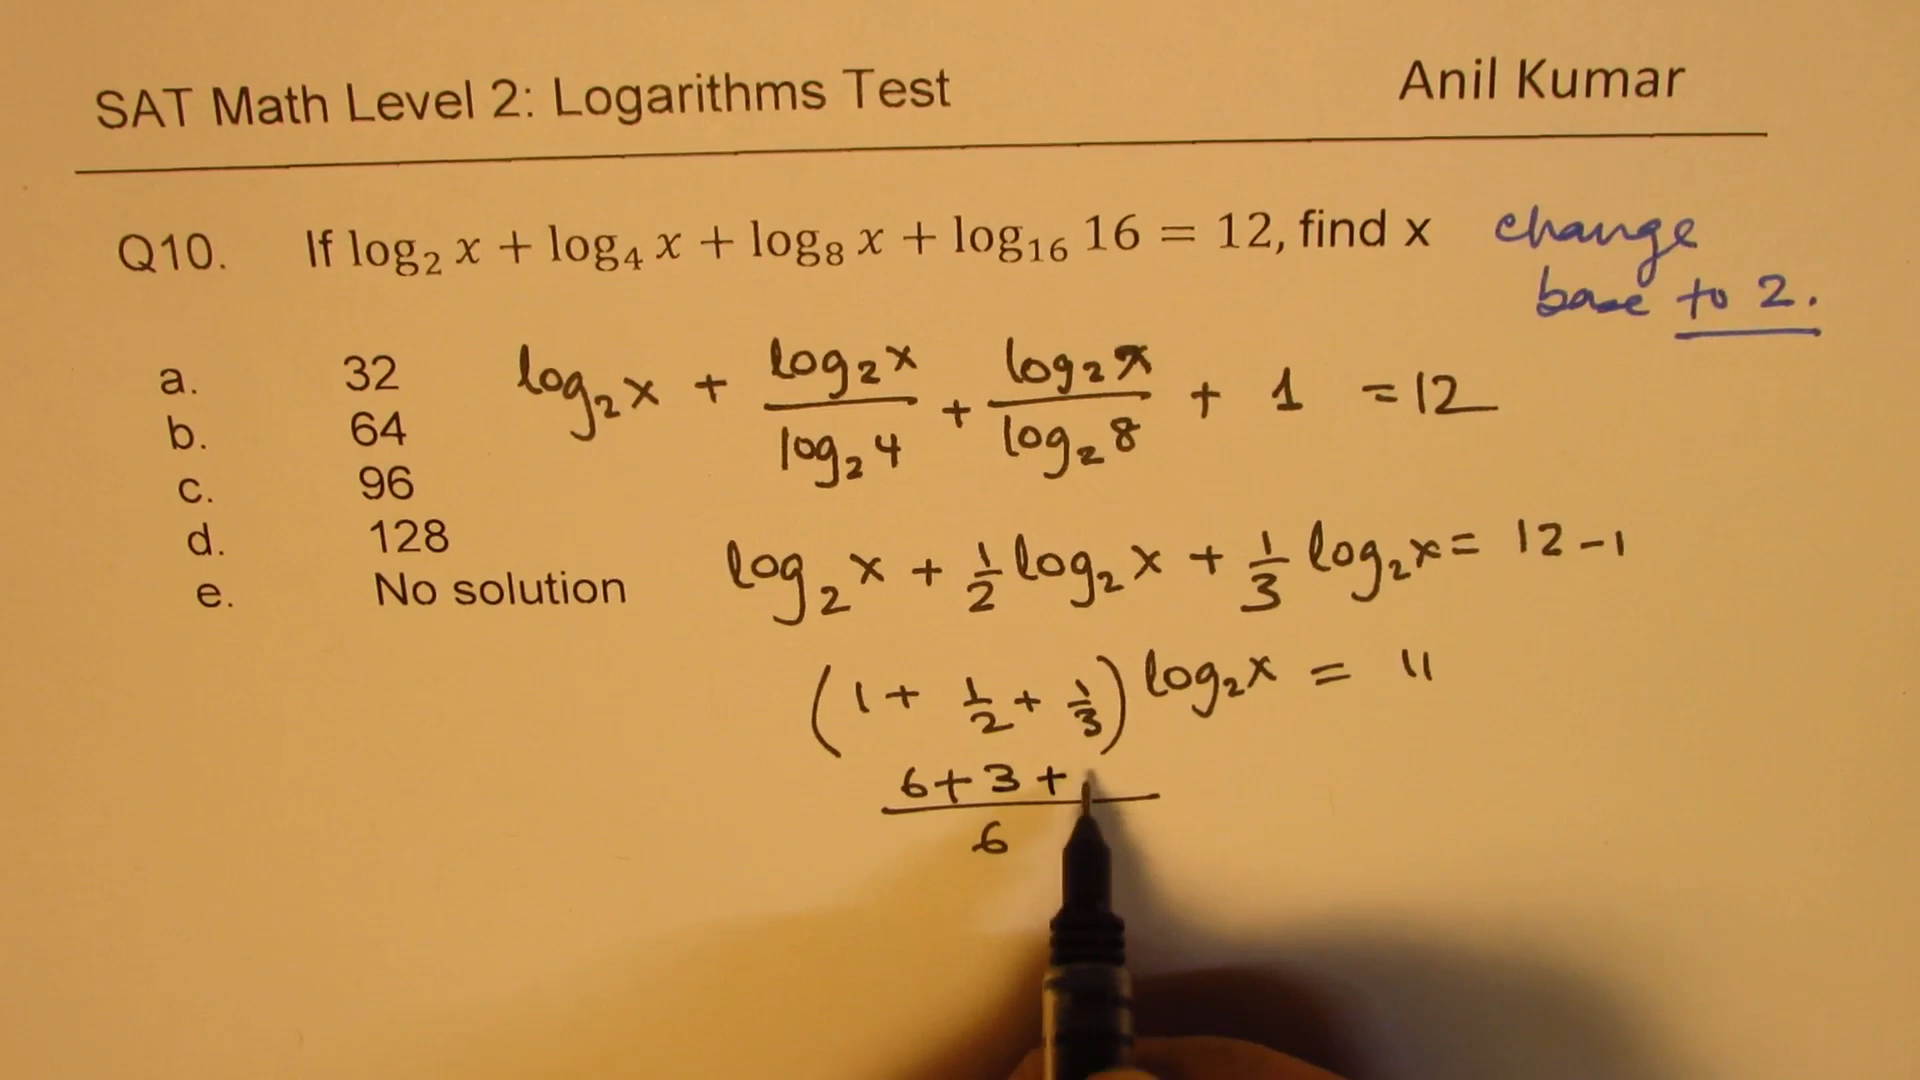 SAT Math Level 2: Logarithms Test
Anil Kumar
Q10. If log₂ x + log₄ x + log₈ x + log₁₆ 16 = 12, find x
change
base to 2.
a. 32
b. 64
c. 96
d. 128
e. No solution
log₂x + log₂x/log₂4 + log₂x/log₂8 + 1 = 12
log₂x + 1/2 log₂x + 1/3 log₂x = 12 - 1
(1 + 1/2 + 1/3) log₂x = 11
6 + 3 +
6